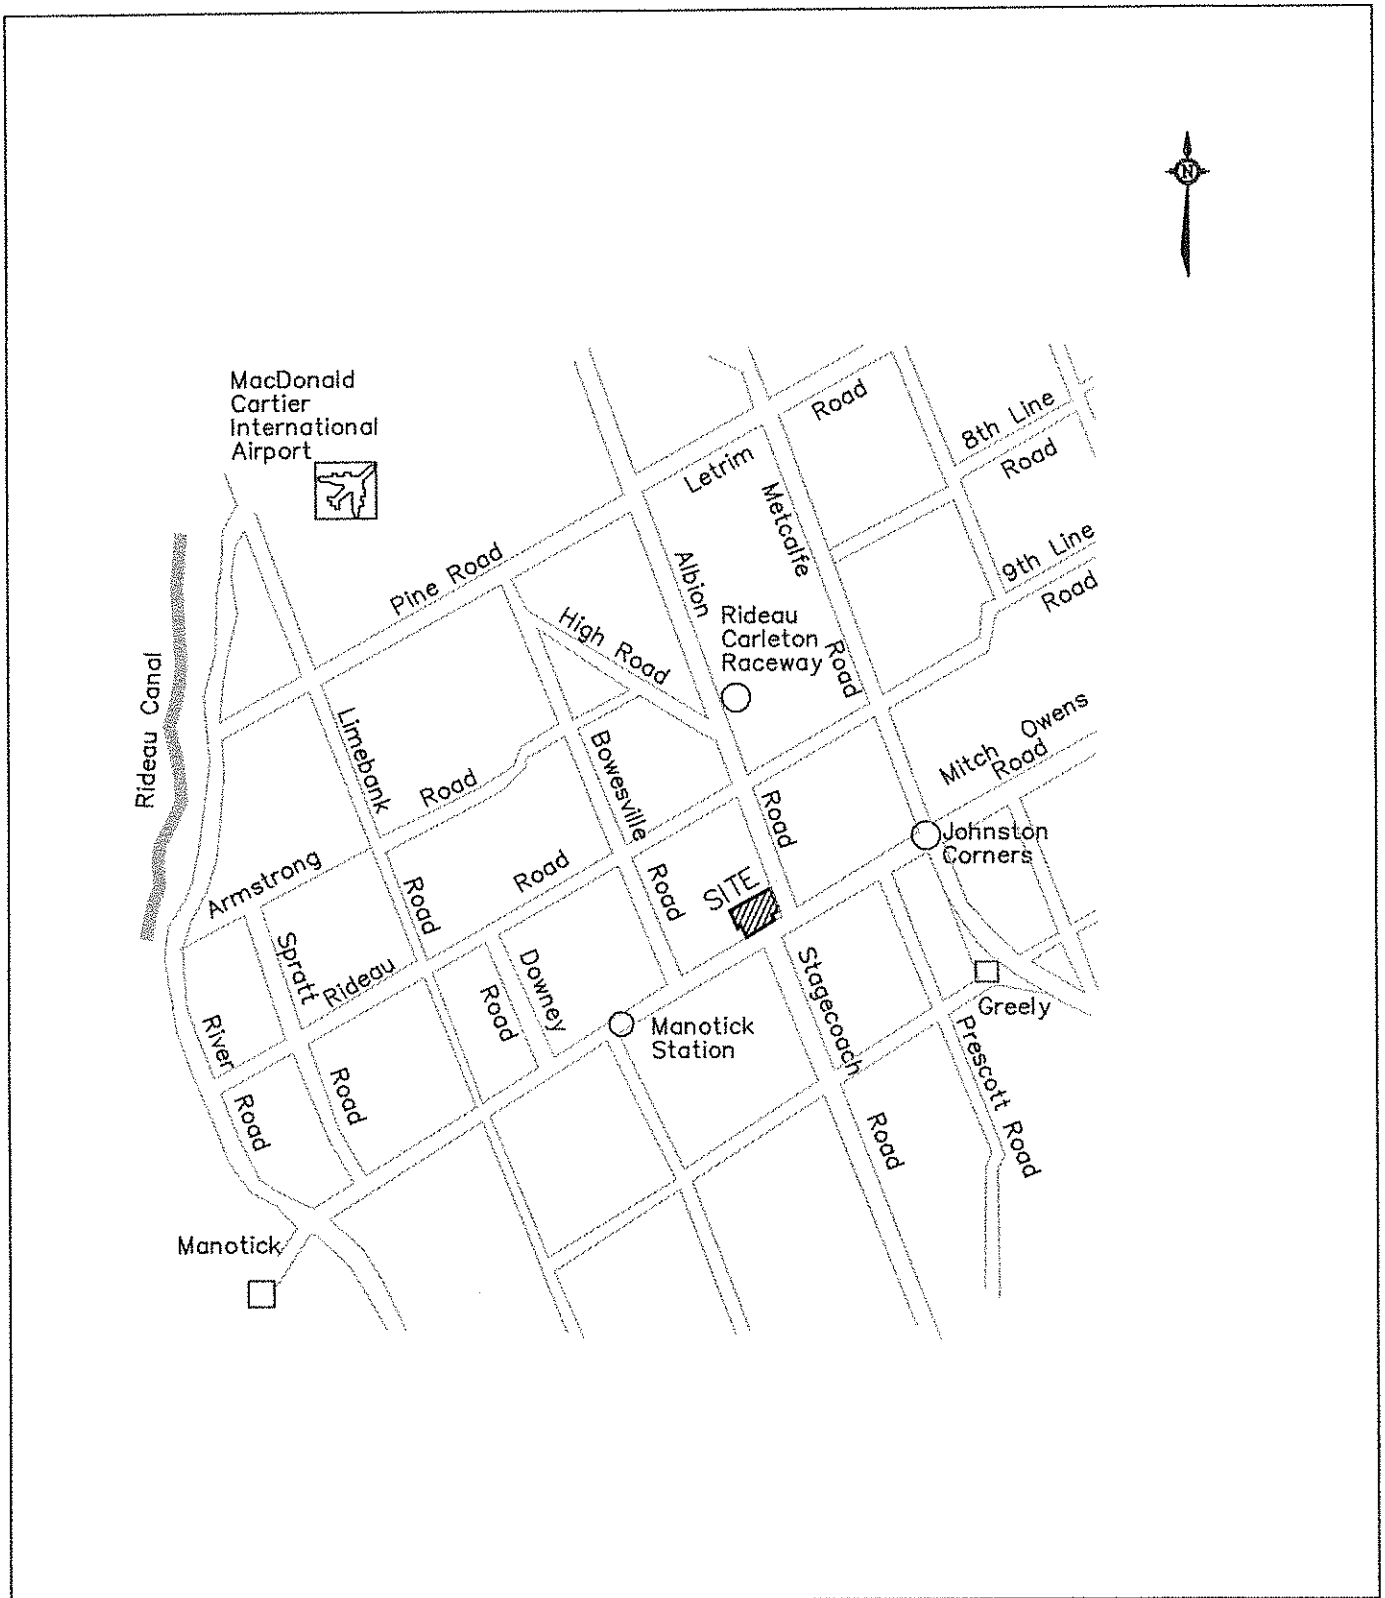 N
MacDonald
Cartier
International
Airport
Road
8th Line
Road
Letrim
Metcalfe
Road
9th Line
Road
Pine Road
Albion
Road
High Road
Rideau
Carleton
Raceway
Rideau Canal
Limebank
Road
Road
Bowesville
Road
Mitch Owens
Road
Johnston
Corners
Armstrong
Road
SITE
Spratt
Road
Rideau
Downey
Road
Stagecoach
Road
Greely
River
Road
Manotick
Station
Prescott Road
Manotick